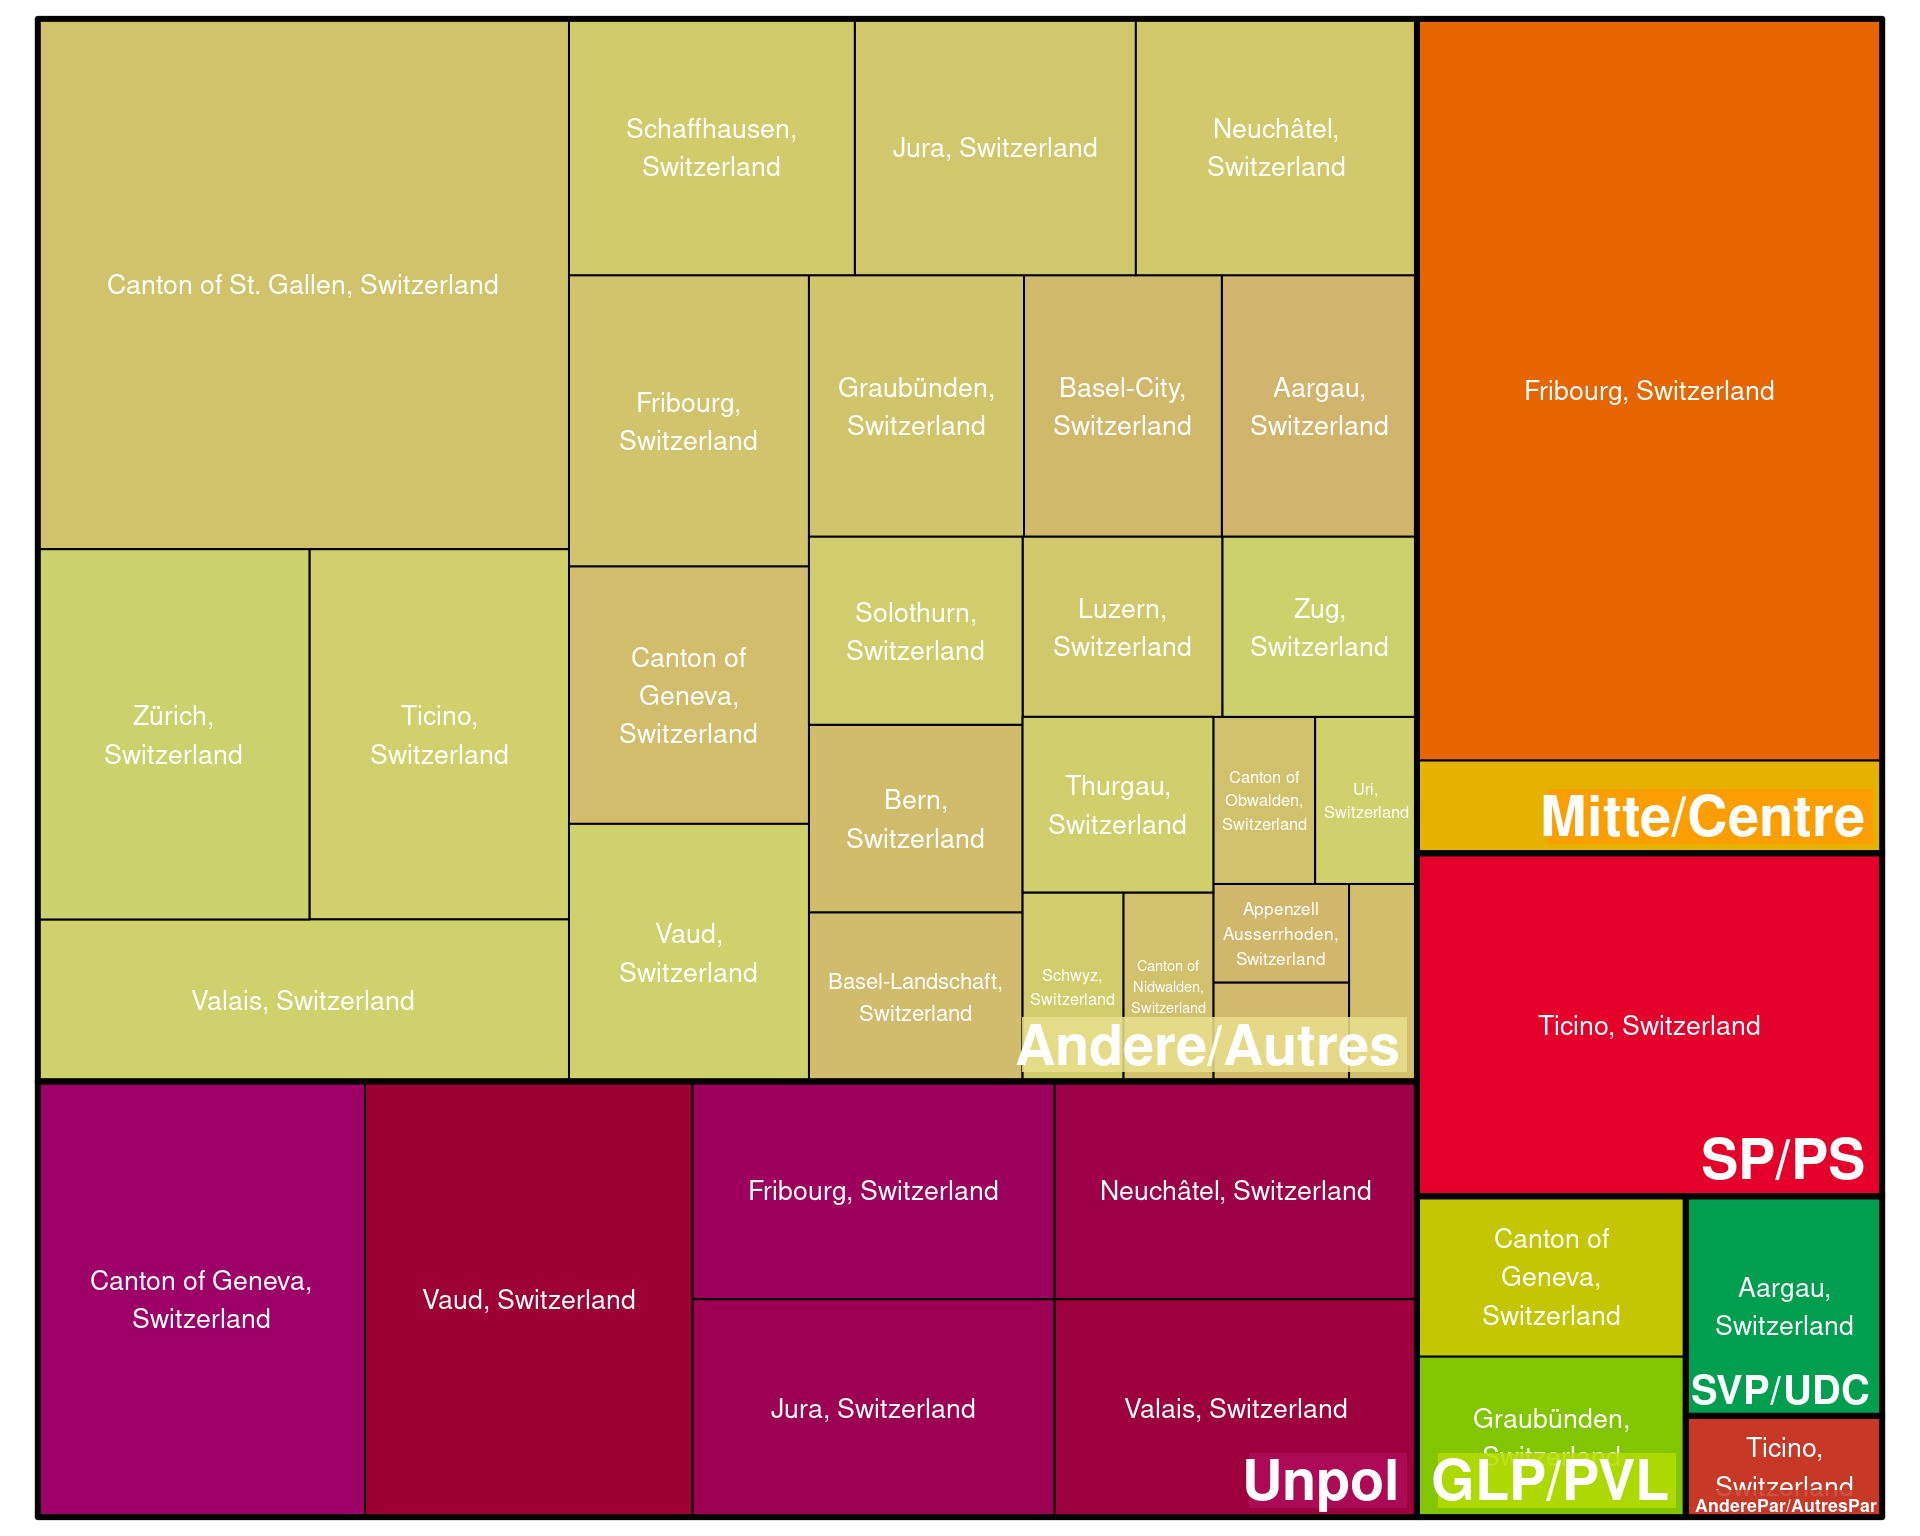 Canton of St. Gallen, Switzerland
Schaffhausen,
Switzerland
Jura, Switzerland
Neuchâtel,
Switzerland
Fribourg,
Switzerland
Graubünden,
Switzerland
Basel-City,
Switzerland
Aargau,
Switzerland
Zürich,
Switzerland
Ticino,
Switzerland
Valais, Switzerland
Canton of
Geneva,
Switzerland
Vaud,
Switzerland
Solothurn,
Switzerland
Luzern,
Switzerland
Zug,
Switzerland
Bern,
Switzerland
Basel-Landschaft,
Switzerland
Thurgau,
Switzerland
Canton of
Obwalden,
Switzerland
Uri,
Switzerland
Schwyz,
Switzerland
Canton of
Nidwalden,
Switzerland
Appenzell
Ausserrhoden,
Switzerland
Andere/Autres
Canton of Geneva,
Switzerland
Vaud, Switzerland
Fribourg, Switzerland
Neuchâtel, Switzerland
Jura, Switzerland
Valais, Switzerland
Unpol
Fribourg, Switzerland
Mitte/Centre
Ticino, Switzerland
SP/PS
Canton of
Geneva,
Switzerland
Graubünden,
Switzerland
GLP/PVL
Aargau,
Switzerland
SVP/UDC
Ticino,
Switzerland
AnderePar/AutresPar